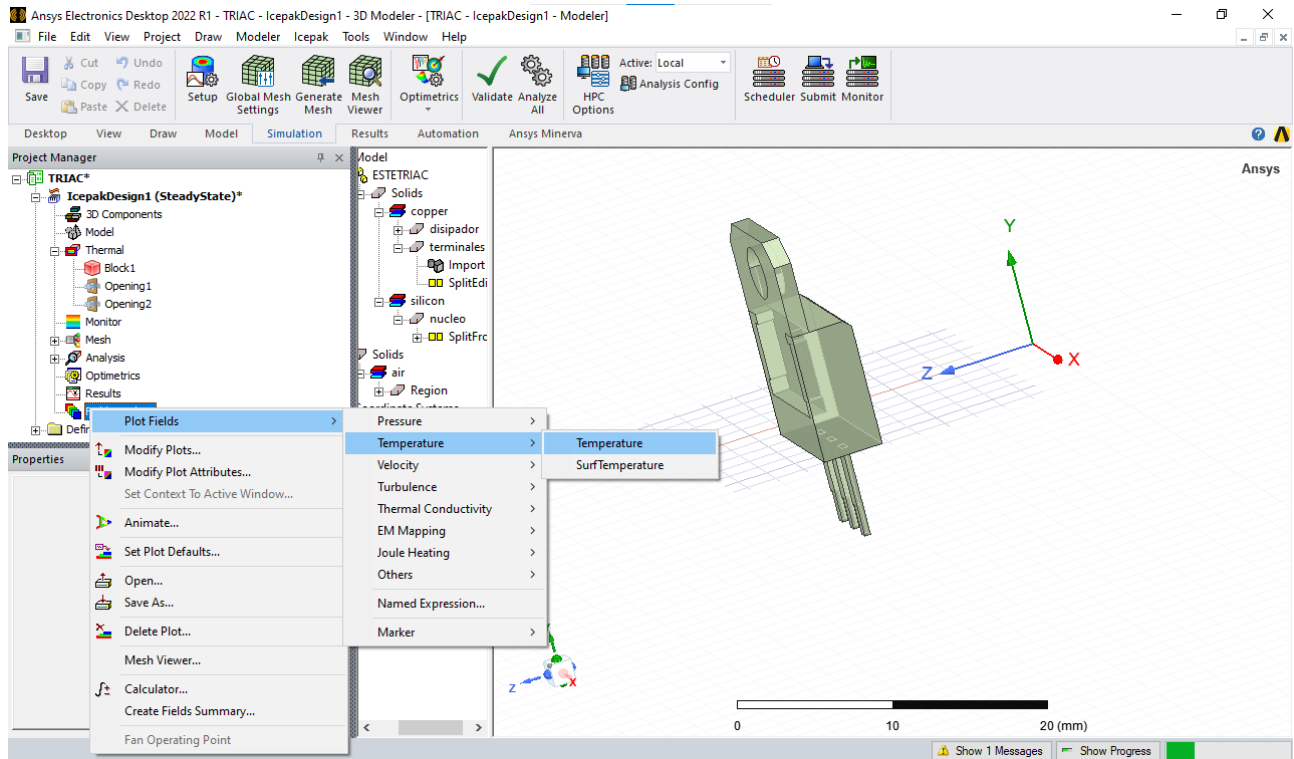 Ansys Electronics Desktop 2022 R1 - TRIAC - IcepakDesign1 - 3D Modeler - [TRIAC - IcepakDesign1 - Modeler]
File Edit View Project Draw Modeler Icepak Tools Window Help
Save
Cut
Copy
Paste
Undo
Redo
Delete
Setup
Global Mesh Settings
Generate Mesh
Mesh Viewer
Optimetrics
Validate
Analyze All
HPC Options
Active: Local
Analysis Config
Scheduler
Submit
Monitor
Desktop View Draw Model Simulation Results Automation Ansys Minerva
Project Manager
TRIAC*
IcepakDesign1 (SteadyState)*
3D Components
Model
Thermal
Block1
Opening1
Opening2
Monitor
Mesh
Analysis
Optimetrics
Results
Defir
Properties
Model
ESTETRIAC
Solids
copper
disipador
terminales
Import
SplitEdi
silicon
nucleo
SplitFrc
Solids
air
Region
Plot Fields
Modify Plots...
Modify Plot Attributes...
Set Context To Active Window...
Animate...
Set Plot Defaults...
Open...
Save As...
Delete Plot...
Mesh Viewer...
Calculator...
Create Fields Summary...
Fan Operating Point
Pressure
Temperature
Velocity
Turbulence
Thermal Conductivity
EM Mapping
Joule Heating
Others
Named Expression...
Marker
Temperature
SurfTemperature
Ansys
Y
X
Z
Z
X
0 10 20 (mm)
Show 1 Messages
Show Progress